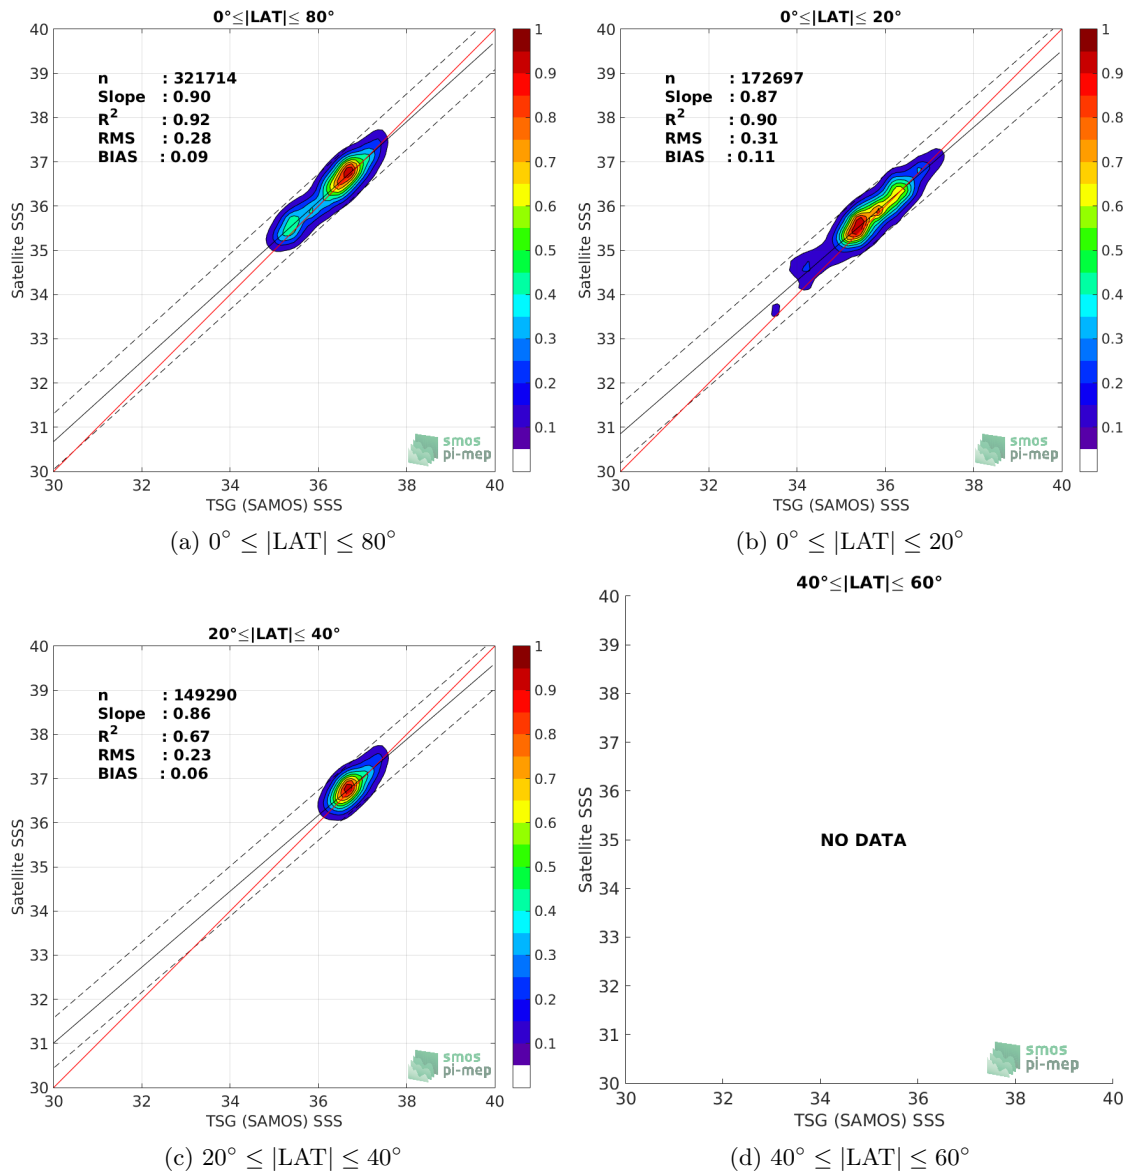 0°≤|LAT|≤ 80°
n : 321714
Slope : 0.90
R² : 0.92
RMS : 0.28
BIAS : 0.09
Satellite SSS
40
39
38
37
36
35
34
33
32
31
30
30 32 34 36 38 40
TSG (SAMOS) SSS
1
0.9
0.8
0.7
0.6
0.5
0.4
0.3
0.2
0.1
smos
pi-mep
(a) 0° ≤ |LAT| ≤ 80°
0°≤|LAT|≤ 20°
n : 172697
Slope : 0.87
R² : 0.90
RMS : 0.31
BIAS : 0.11
Satellite SSS
40
39
38
37
36
35
34
33
32
31
30
30 32 34 36 38 40
TSG (SAMOS) SSS
1
0.9
0.8
0.7
0.6
0.5
0.4
0.3
0.2
0.1
smos
pi-mep
(b) 0° ≤ |LAT| ≤ 20°
20°≤|LAT|≤ 40°
n : 149290
Slope : 0.86
R² : 0.67
RMS : 0.23
BIAS : 0.06
Satellite SSS
40
39
38
37
36
35
34
33
32
31
30
30 32 34 36 38 40
TSG (SAMOS) SSS
1
0.9
0.8
0.7
0.6
0.5
0.4
0.3
0.2
0.1
smos
pi-mep
(c) 20° ≤ |LAT| ≤ 40°
40°≤|LAT|≤ 60°
NO DATA
Satellite SSS
40
39
38
37
36
35
34
33
32
31
30
30 32 34 36 38 40
TSG (SAMOS) SSS
smos
pi-mep
(d) 40° ≤ |LAT| ≤ 60°